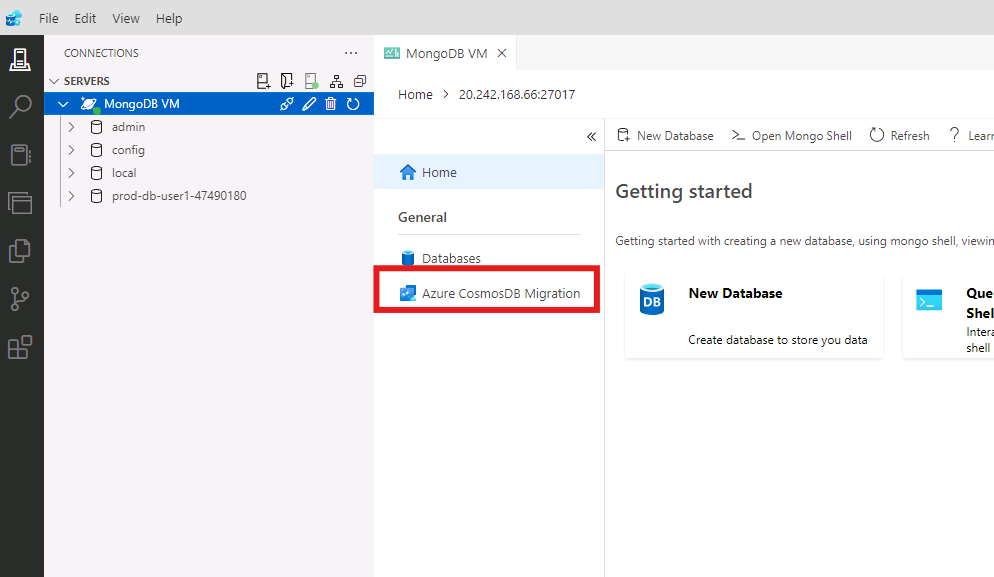 File Edit View Help
CONNECTIONS
SERVERS
MongoDB VM
admin
config
local
prod-db-user1-47490180
MongoDB VM
Home > 20.242.168.66:27017
Home
General
Databases
Azure CosmosDB Migration
New Database Open Mongo Shell Refresh Learn
Getting started
Getting started with creating a new database, using mongo shell, viewin
DB
New Database
Create database to store you data
Que
Shel
Intera
shell